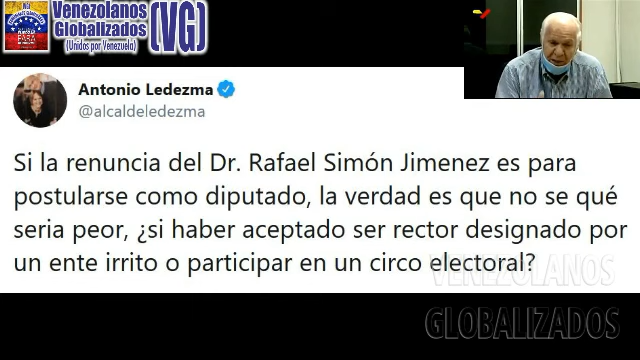 Venezolanos
Globalizados
(Unidos por Venezuela)
(VG)
Antonio Ledezma
@alcaldeledezma
Si la renuncia del Dr. Rafael Simón Jimenez es para
postularse como diputado, la verdad es que no se qué
seria peor, ¿si haber aceptado ser rector designado por
un ente irrito o participar en un circo electoral?
VENEZOLANOS
GLOBALIZADOS